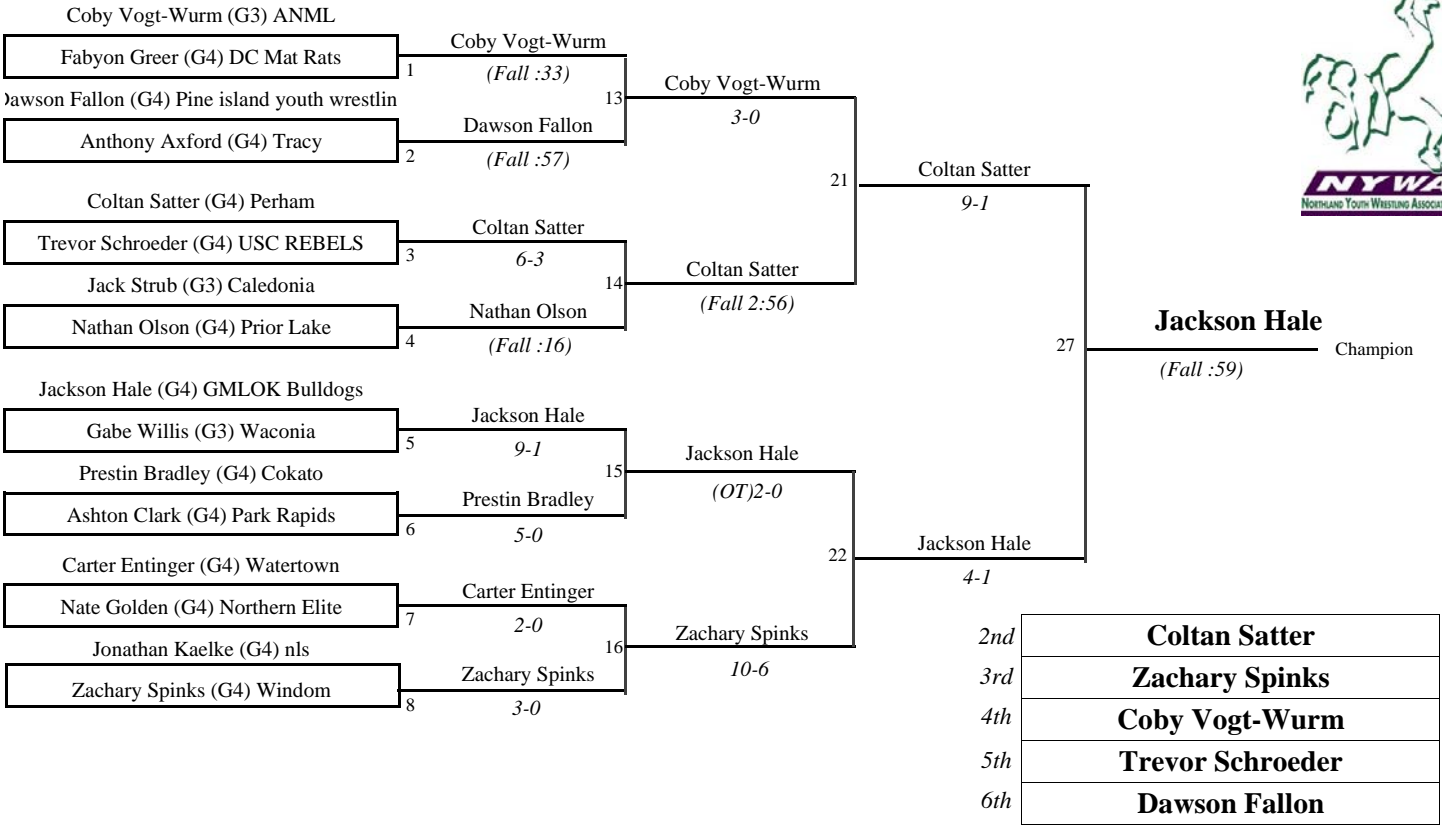 Coby Vogt-Wurm (G3) ANML
Fabyon Greer (G4) DC Mat Rats
1
Dawson Fallon (G4) Pine island youth wrestlin
Anthony Axford (G4) Tracy
2
Coltan Satter (G4) Perham
Trevor Schroeder (G4) USC REBELS
3
Jack Strub (G3) Caledonia
Nathan Olson (G4) Prior Lake
4
Jackson Hale (G4) GMLOK Bulldogs
Gabe Willis (G3) Waconia
5
Prestin Bradley (G4) Cokato
Ashton Clark (G4) Park Rapids
6
Carter Entinger (G4) Watertown
Nate Golden (G4) Northern Elite
7
Jonathan Kaelke (G4) nls
Zachary Spinks (G4) Windom
8
Coby Vogt-Wurm
(Fall :33)
13
Dawson Fallon
(Fall :57)
Coltan Satter
6-3
14
Nathan Olson
(Fall :16)
Jackson Hale
9-1
15
Prestin Bradley
5-0
Carter Entinger
2-0
16
Zachary Spinks
3-0
Coby Vogt-Wurm
3-0
21
Coltan Satter
(Fall 2:56)
Jackson Hale
(OT)2-0
22
Zachary Spinks
10-6
Coltan Satter
9-1
27
Jackson Hale
4-1
Jackson Hale
Champion
(Fall :59)
NYWA
NORTHLAND YOUTH WRESTLING
2nd Coltan Satter
3rd Zachary Spinks
4th Coby Vogt-Wurm
5th Trevor Schroeder
6th Dawson Fallon